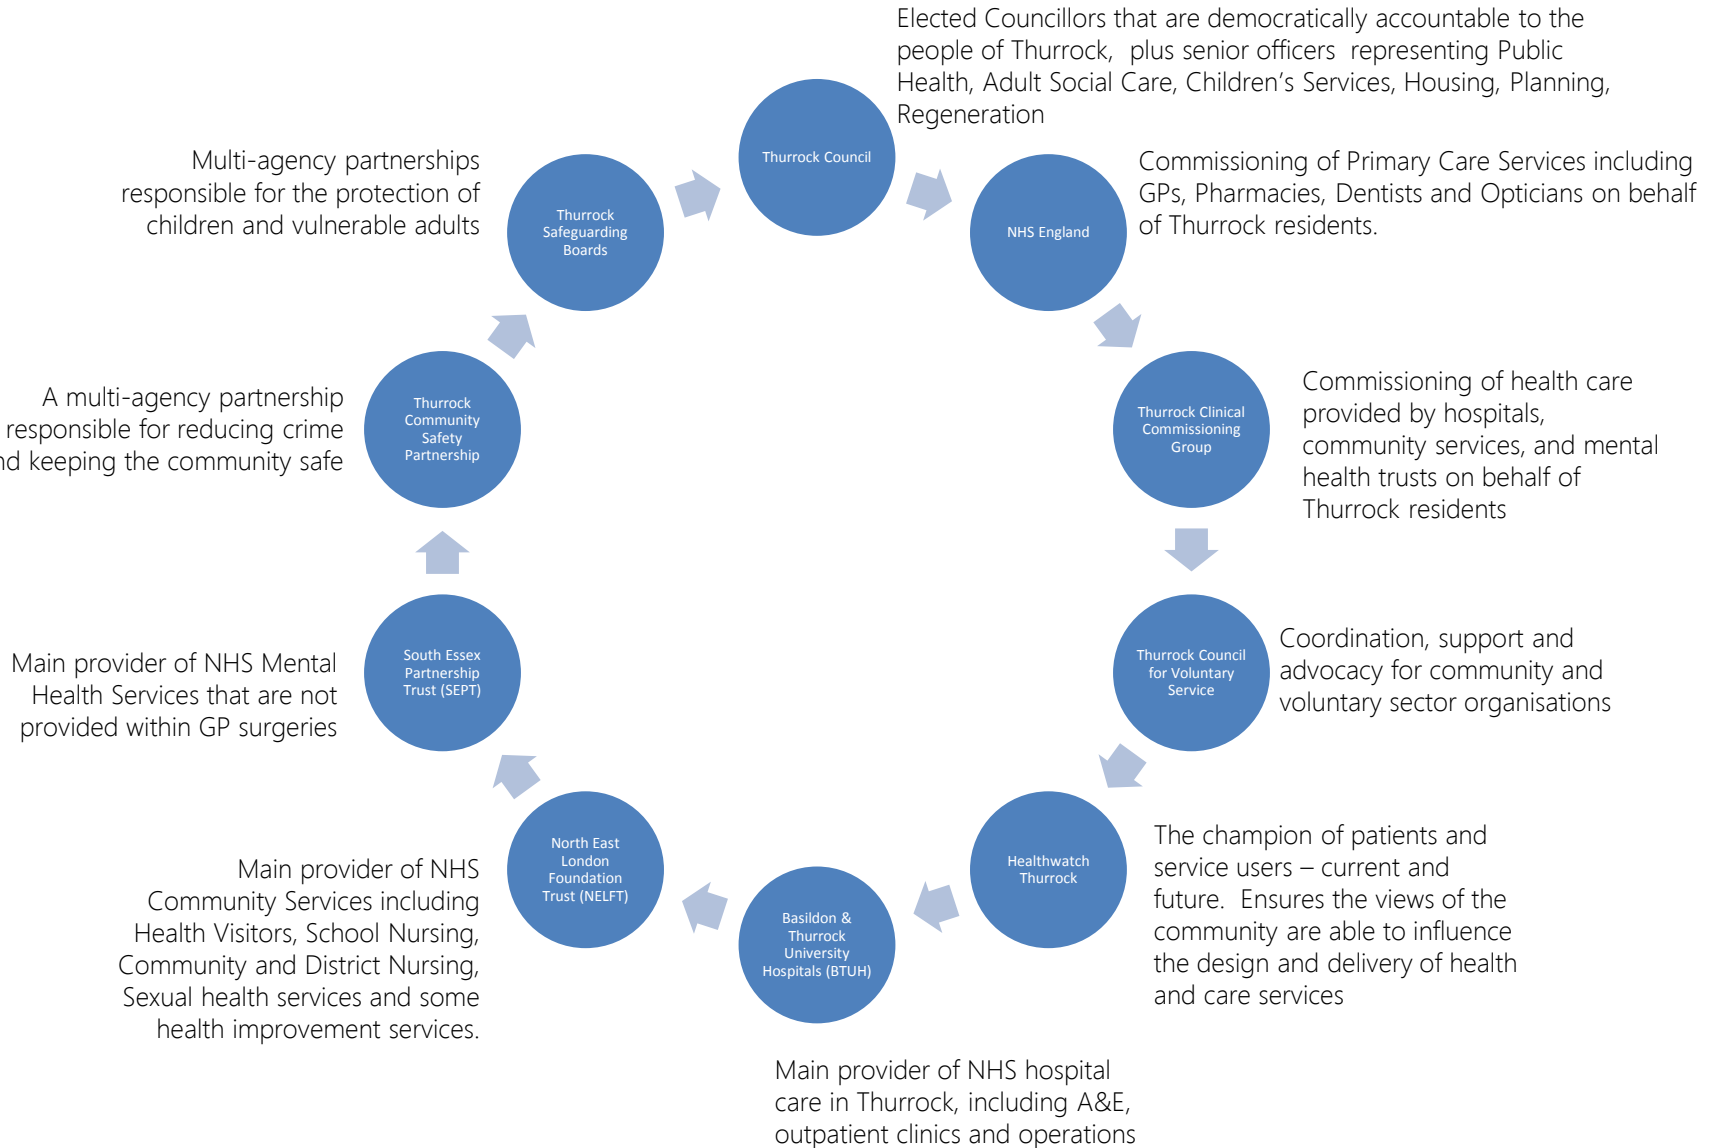 Elected Councillors that are democratically accountable to the
people of Thurrock, plus senior officers representing Public
Health, Adult Social Care, Children's Services, Housing, Planning,
Regeneration
Thurrock Council
Commissioning of Primary Care Services including
GPs, Pharmacies, Dentists and Opticians on behalf
of Thurrock residents.
NHS England
Commissioning of health care
provided by hospitals,
community services, and mental
health trusts on behalf of
Thurrock residents
Thurrock Clinical
Commissioning
Group
Coordination, support and
advocacy for community and
voluntary sector organisations
Thurrock Council
for Voluntary
Service
The champion of patients and
service users – current and
future. Ensures the views of the
community are able to influence
the design and delivery of health
and care services
Healthwatch
Thurrock
Basildon &
Thurrock
University
Hospitals (BTUH)
Main provider of NHS hospital
care in Thurrock, including A&E,
outpatient clinics and operations
North East
London
Foundation
Trust (NELFT)
Main provider of NHS
Community Services including
Health Visitors, School Nursing,
Community and District Nursing,
Sexual health services and some
health improvement services.
South Essex
Partnership
Trust (SEPT)
Main provider of NHS Mental
Health Services that are not
provided within GP surgeries
Thurrock
Community
Safety
Partnership
A multi-agency partnership
responsible for reducing crime
nd keeping the community safe
Thurrock
Safeguarding
Boards
Multi-agency partnerships
responsible for the protection of
children and vulnerable adults